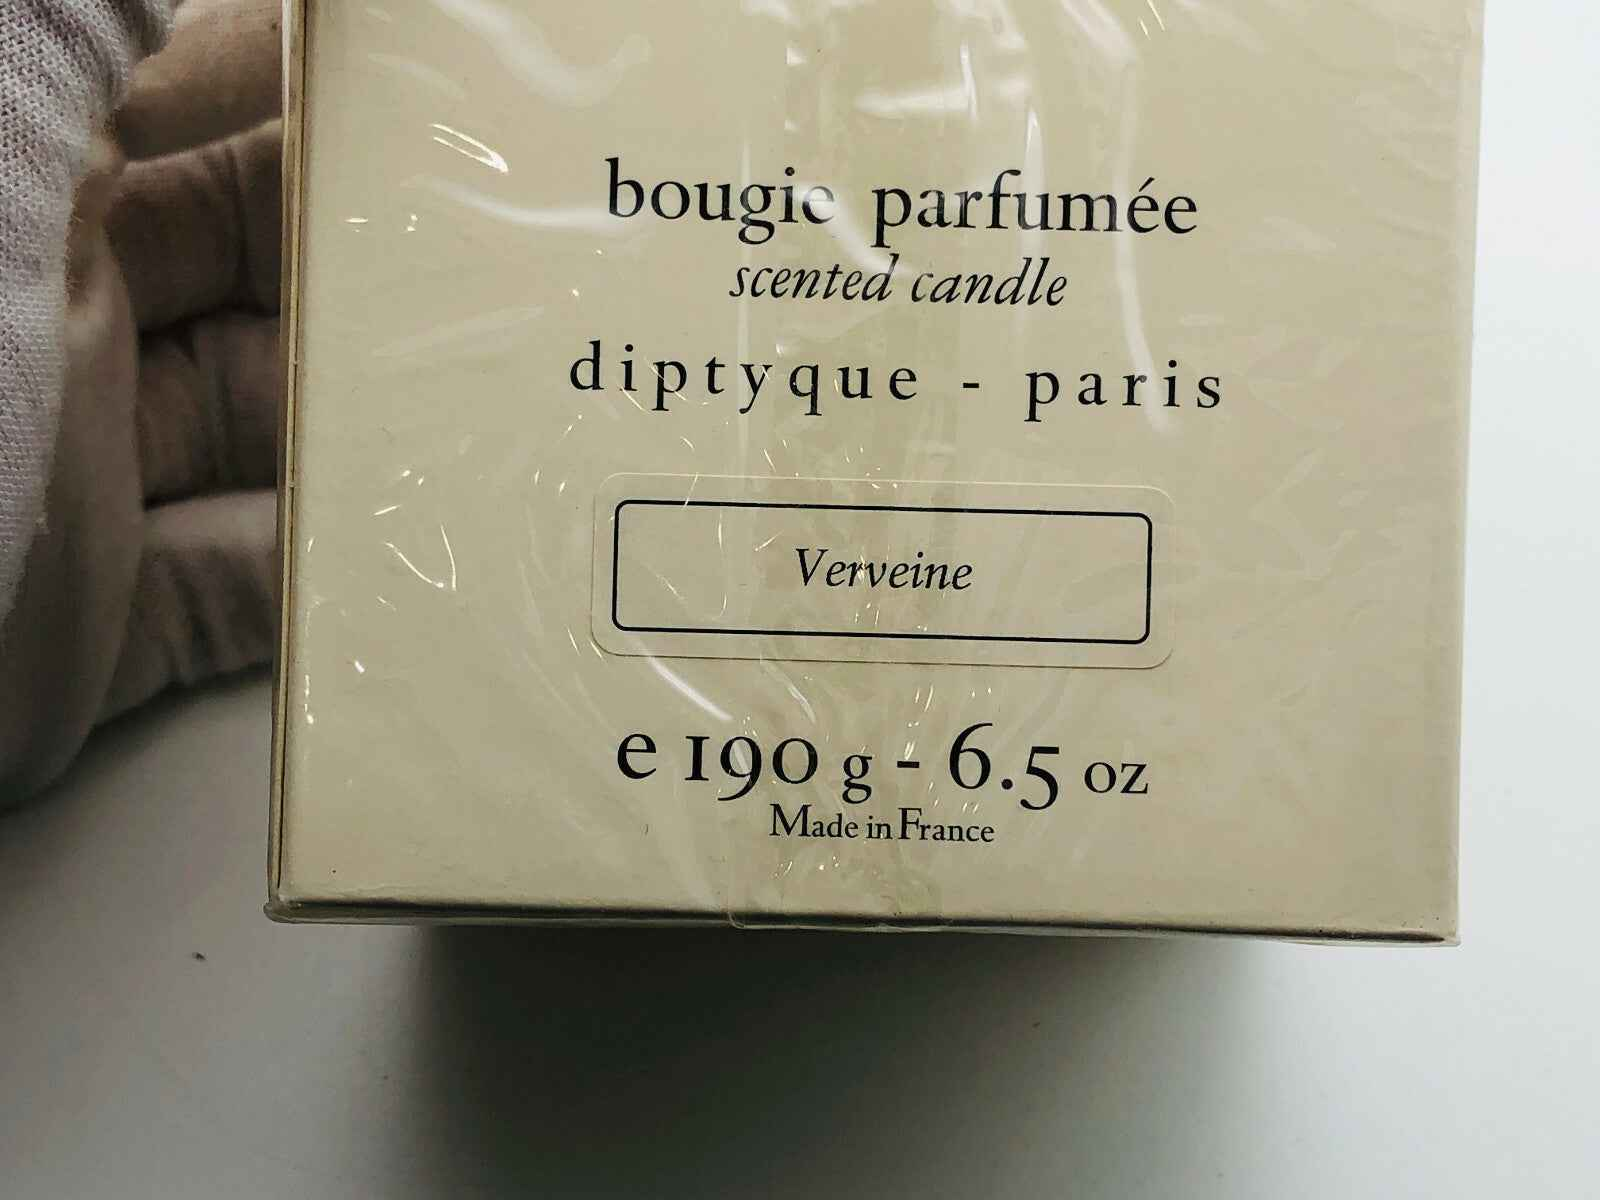 bougie parfumée
scented candle
diptyque - paris
Verveine
e 190 g - 6.5 oz
Made in France